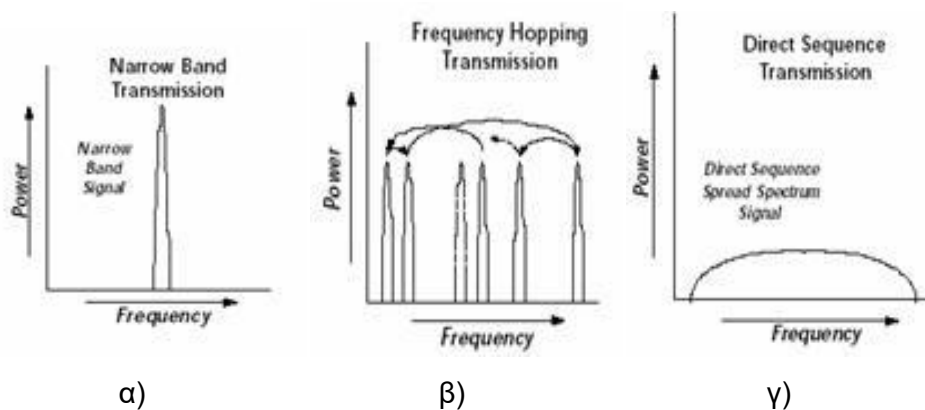 Narrow Band
Transmission
Narrow
Band
Signal
Power
Frequency
Frequency Hopping
Transmission
Power
Frequency
Direct Sequence
Transmission
Direct Sequence
Spread Spectrum
Signal
Power
Frequency
α)
β)
γ)